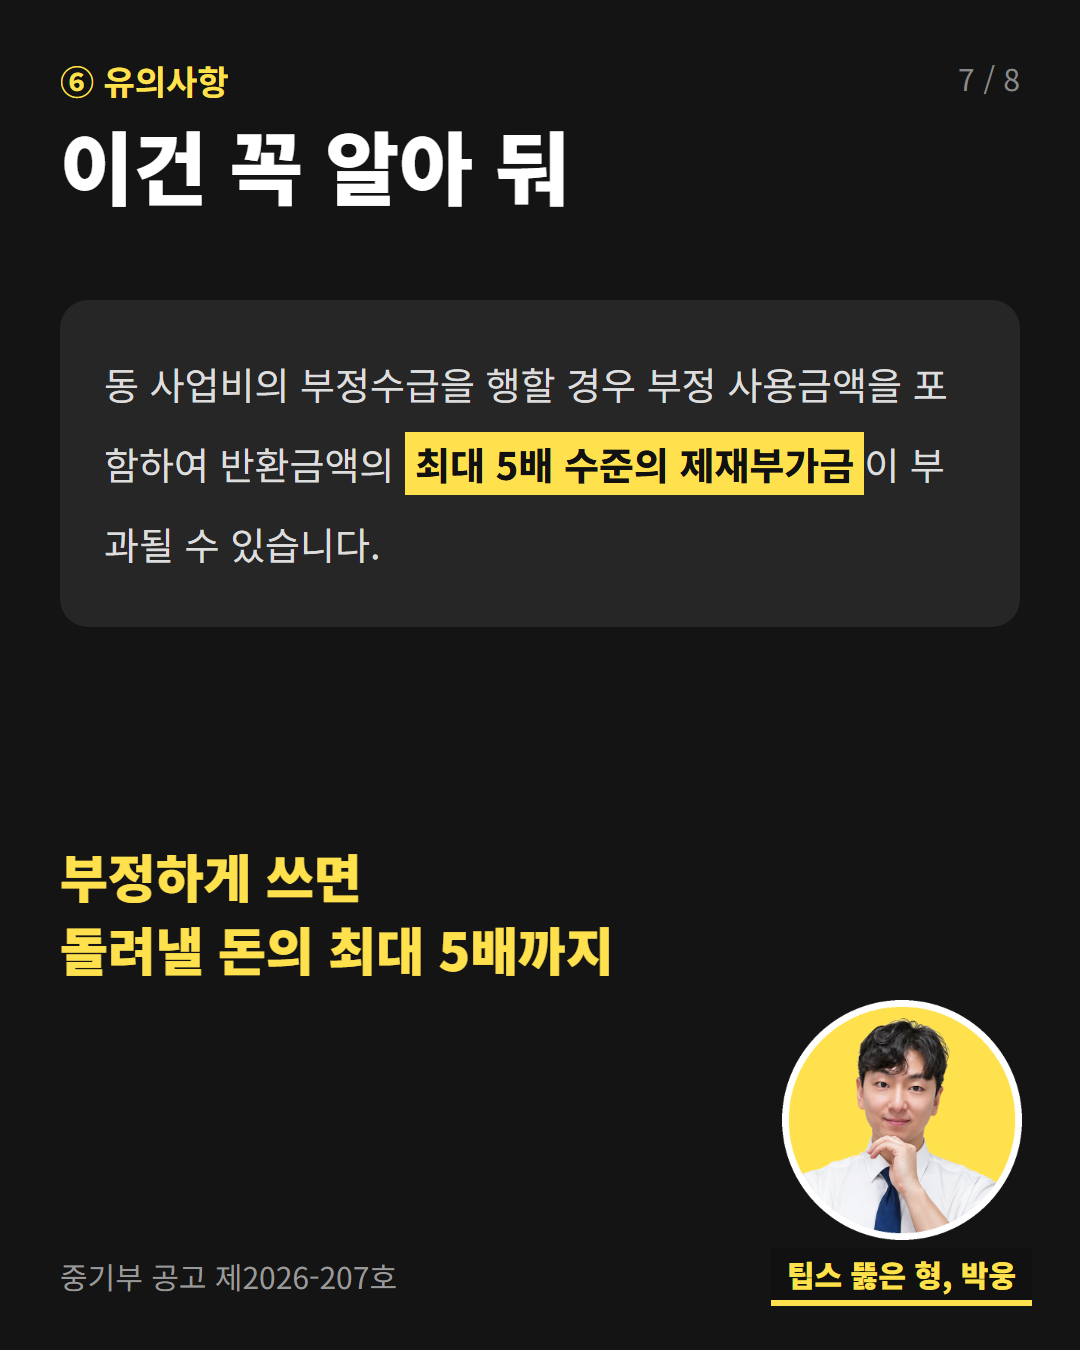 ⑥ 유의사항
7 / 8
이건 꼭 알아 둬
동 사업비의 부정수급을 행할 경우 부정 사용금액을 포
함하여 반환금액의 최대 5배 수준의 제재부가금이 부
과될 수 있습니다.
부정하게 쓰면
돌려낼 돈의 최대 5배까지
중기부 공고 제2026-207호
팁스 뚫은 형, 박웅